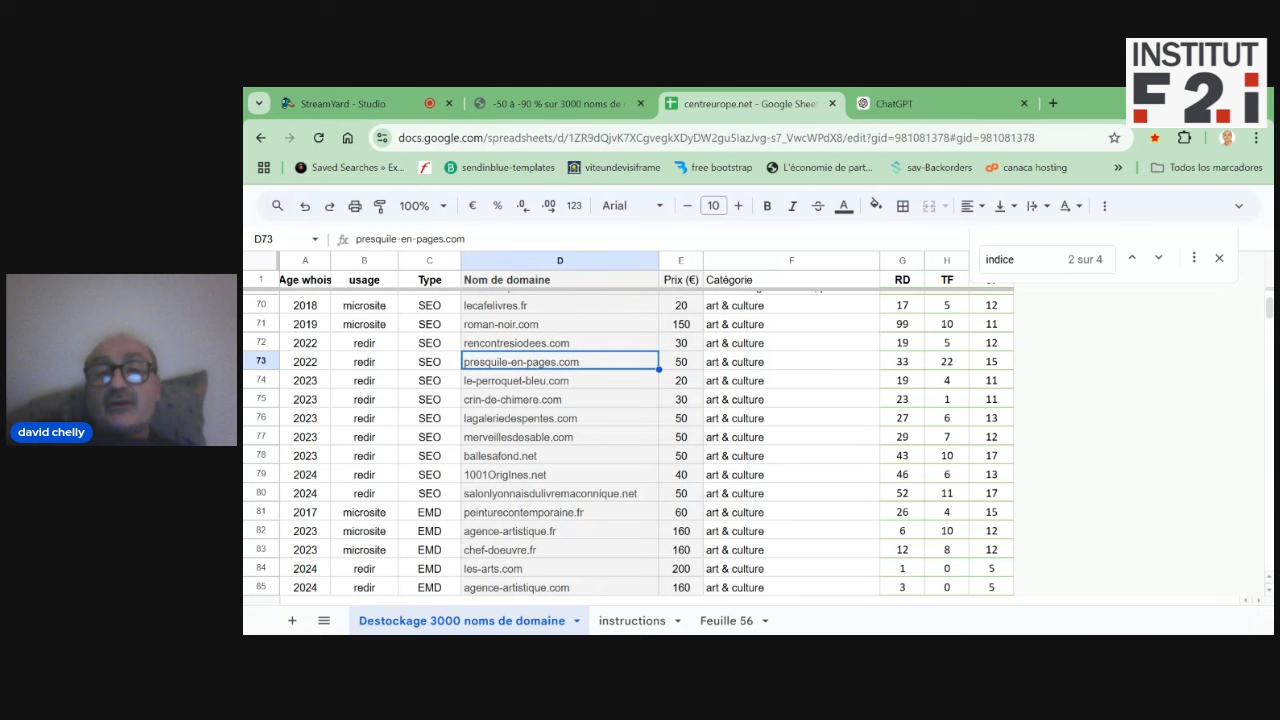 INSTITUT
F2i
StreamYard - Studio
-50 à -90 % sur 3000 noms de
centreurope.net - Google Shee
ChatGPT
docs.google.com/spreadsheets/d/1ZR9dQjvK7XCgvegkXDyDW2gu5IazJvg-s7_VwcWPdX8/edit?gid=981081378#gid=981081378
Saved Searches » Ex... sendinblue-templates viteundevisiframe free bootstrap L'économie de part... sav-Backorders canaca hosting » Todos los marcadores
100% € % .0 .00 123 Arial − 10 + B I S A
D73 fx presquile-en-pages.com
indice 2 sur 4
A B C D E F G H
1 Age whois usage Type Nom de domaine Prix (€) Catégorie RD TF
70 2018 microsite SEO lecafelivres.fr 20 art & culture 17 5 12
71 2019 microsite SEO roman-noir.com 150 art & culture 99 10 11
72 2022 redir SEO rencontresiodees.com 30 art & culture 19 5 12
73 2022 redir SEO presquile-en-pages.com 50 art & culture 33 22 15
74 2023 redir SEO le-perroquet-bleu.com 20 art & culture 19 4 11
75 2023 redir SEO crin-de-chimere.com 30 art & culture 23 1 11
76 2023 redir SEO lagaleriedespentes.com 50 art & culture 27 6 13
77 2023 redir SEO merveillesdesable.com 50 art & culture 29 7 12
78 2023 redir SEO ballesafond.net 50 art & culture 43 10 17
79 2024 redir SEO 1001OrigInes.net 40 art & culture 46 6 13
80 2024 redir SEO salonlyonnaisdulivremaconnique.net 50 art & culture 52 11 17
81 2017 microsite EMD peinturecontemporaine.fr 60 art & culture 26 4 15
82 2023 microsite EMD agence-artistique.fr 160 art & culture 6 10 12
83 2023 microsite EMD chef-doeuvre.fr 160 art & culture 12 8 12
84 2024 redir EMD les-arts.com 200 art & culture 1 0 5
85 2024 redir EMD agence-artistique.com 160 art & culture 3 0 5
Destockage 3000 noms de domaine instructions Feuille 56
david chelly